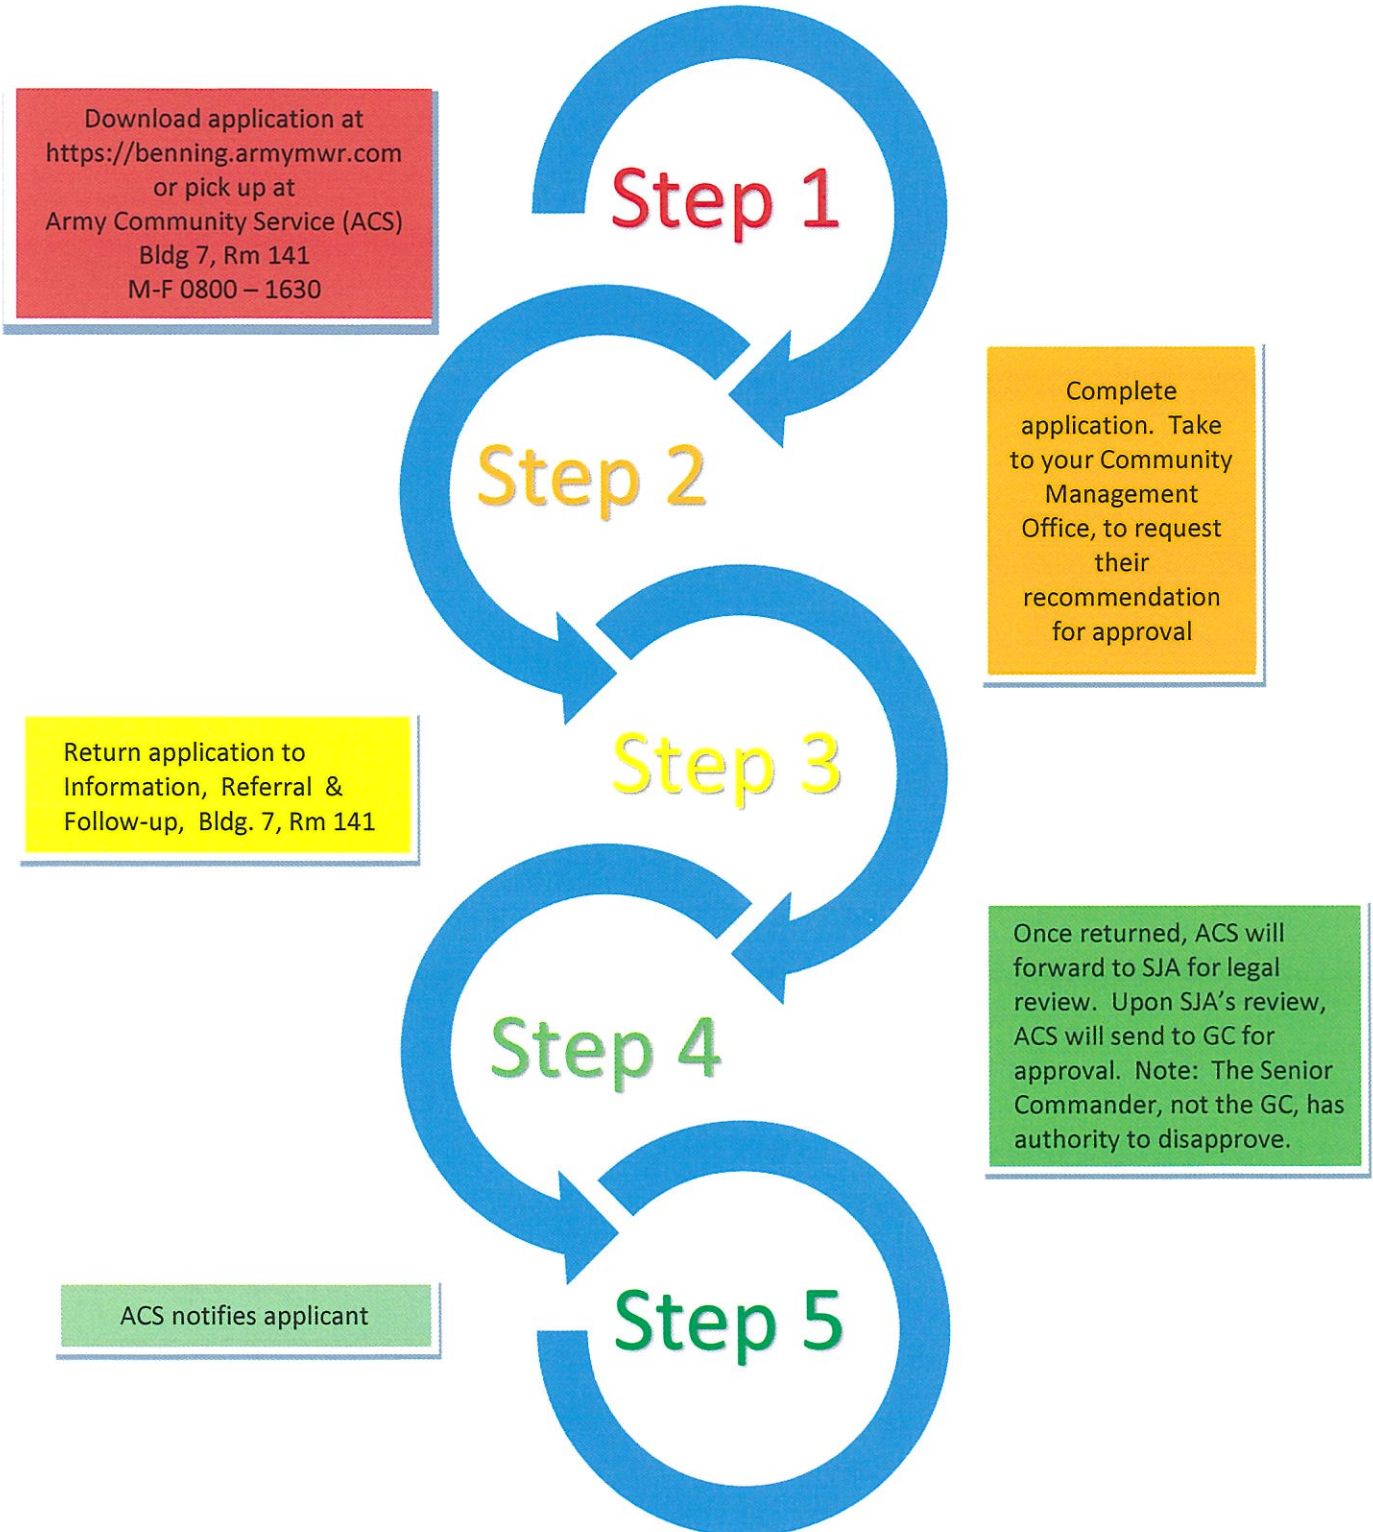 Download application at
https://benning.armymwr.com
or pick up at
Army Community Service (ACS)
Bldg 7, Rm 141
M-F 0800 – 1630
Step 1
Step 2
Complete
application.  Take
to your Community
Management
Office, to request
their
recommendation
for approval
Return application to
Information,  Referral  &
Follow-up,  Bldg. 7, Rm 141
Step 3
Step 4
Once returned, ACS will
forward to SJA for legal
review.  Upon SJA’s review,
ACS will send to GC for
approval.  Note:  The Senior
Commander, not the GC, has
authority to disapprove.
ACS notifies applicant
Step 5